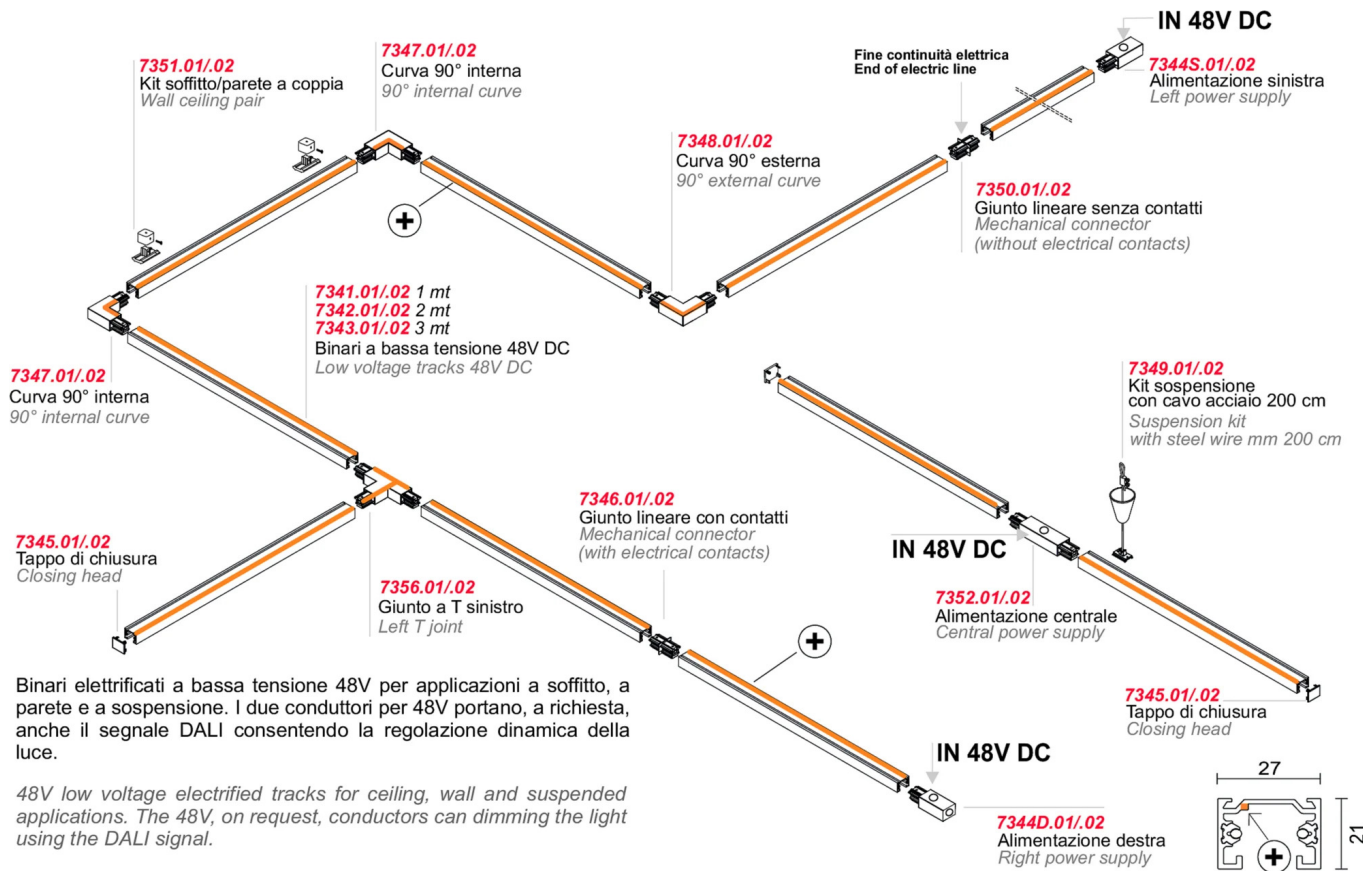 IN 48V DC
7347.01/.02
Curva 90° interna
90° internal curve
7351.01/.02
Kit soffitto/parete a coppia
Wall ceiling pair
Fine continuità elettrica
End of electric line
7344S.01/.02
Alimentazione sinistra
Left power supply
7348.01/.02
Curva 90° esterna
90° external curve
7350.01/.02
Giunto lineare senza contatti
Mechanical connector
(without electrical contacts)
+
7341.01/.02 1 mt
7342.01/.02 2 mt
7343.01/.02 3 mt
Binari a bassa tensione 48V DC
Low voltage tracks 48V DC
7347.01/.02
Curva 90° interna
90° internal curve
7349.01/.02
Kit sospensione
con cavo acciaio 200 cm
Suspension kit
with steel wire mm 200 cm
7346.01/.02
Giunto lineare con contatti
Mechanical connector
(with electrical contacts)
IN 48V DC
7345.01/.02
Tappo di chiusura
Closing head
7356.01/.02
Giunto a T sinistro
Left T joint
7352.01/.02
Alimentazione centrale
Central power supply
+
7345.01/.02
Tappo di chiusura
Closing head
Binari elettrificati a bassa tensione 48V per applicazioni a soffitto, a
parete e a sospensione. I due conduttori per 48V portano, a richiesta,
anche il segnale DALI consentendo la regolazione dinamica della
luce.
48V low voltage electrified tracks for ceiling, wall and suspended
applications. The 48V, on request, conductors can dimming the light
using the DALI signal.
IN 48V DC
7344D.01/.02
Alimentazione destra
Right power supply
27
21
+